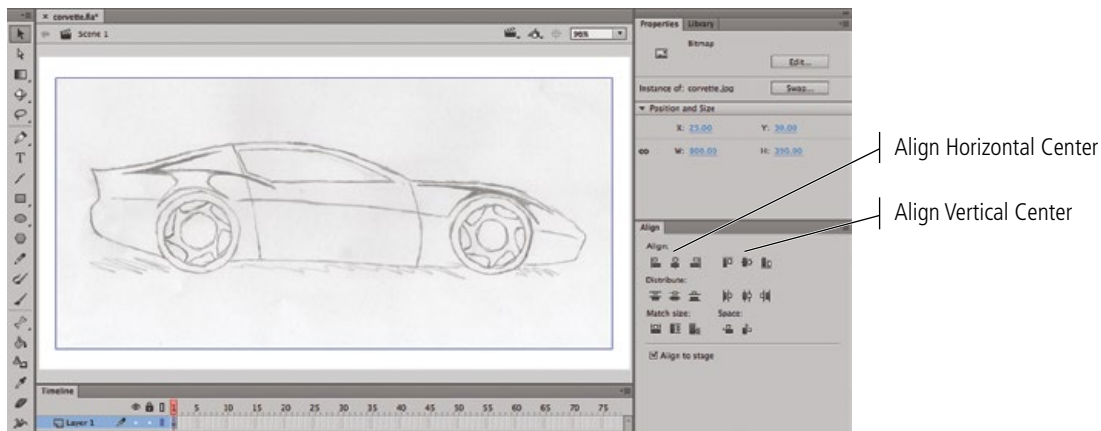 corvette.fla*
Scene 1
96%
Properties
Library
Bitmap
Edit...
Instance of: corvette.jpg
Swap...
Position and Size
X: 25.00
Y: 30.00
H: 390.00
Align Horizontal Center
Align Vertical Center
Align
Align:
Distribute:
Match size:
Space:
Align to stage
Timeline
1 5 10 15 20 25 30 35 40 45 50 55 60 65 70 75
Layer 1